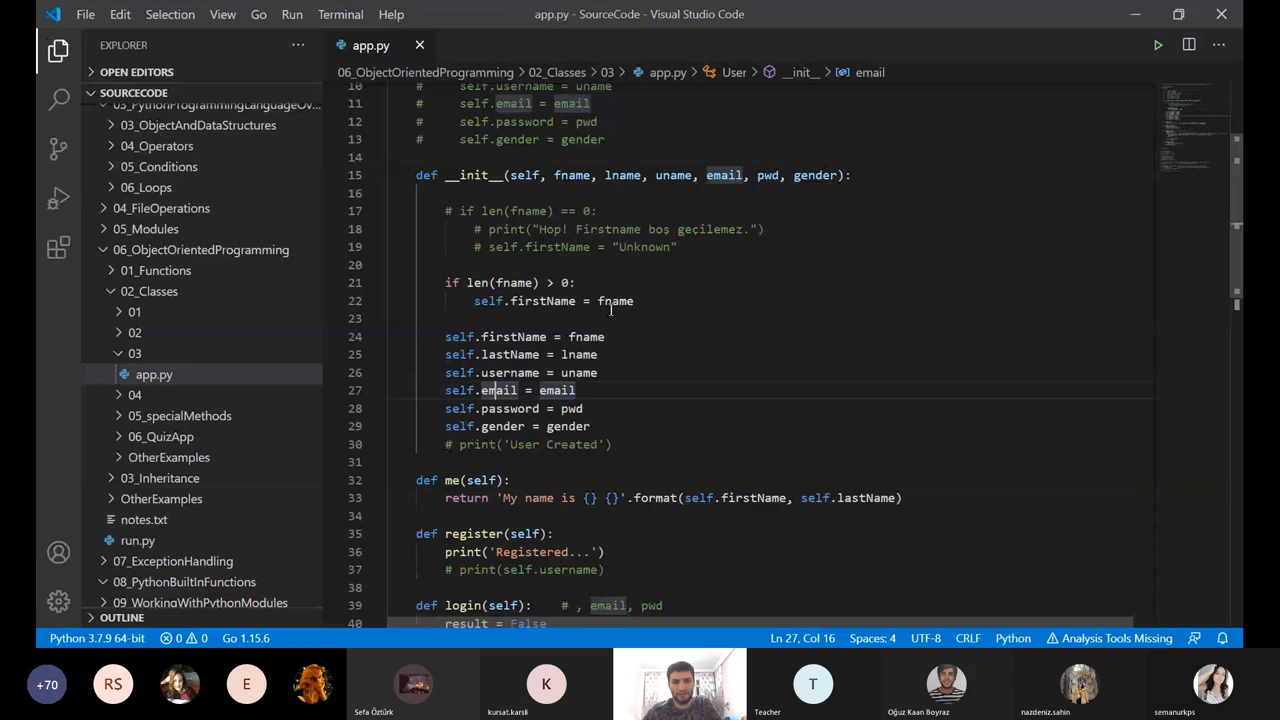 File Edit Selection View Go Run Terminal Help
app.py - SourceCode - Visual Studio Code
EXPLORER
OPEN EDITORS
SOURCECODE
03_PythonProgrammingLanguageOv...
03_ObjectAndDataStructures
04_Operators
05_Conditions
06_Loops
04_FileOperations
05_Modules
06_ObjectOrientedProgramming
01_Functions
02_Classes
01
02
03
app.py
04
05_specialMethods
06_QuizApp
OtherExamples
03_Inheritance
OtherExamples
notes.txt
run.py
07_ExceptionHandling
08_PythonBuiltInFunctions
09_WorkingWithPythonModules
OUTLINE
app.py
06_ObjectOrientedProgramming > 02_Classes > 03 > app.py > User > __init__ > email
10 #     self.username = uname
11 #     self.email = email
12 #     self.password = pwd
13 #     self.gender = gender
14
15 def __init__(self, fname, lname, uname, email, pwd, gender):
16
17 # if len(fname) == 0:
18 # print("Hop! Firstname boş geçilemez.")
19 # self.firstName = "Unknown"
20
21 if len(fname) > 0:
22 self.firstName = fname
23
24 self.firstName = fname
25 self.lastName = lname
26 self.username = uname
27 self.email = email
28 self.password = pwd
29 self.gender = gender
30 # print('User Created')
31
32 def me(self):
33 return 'My name is {} {}'.format(self.firstName, self.lastName)
34
35 def register(self):
36 print('Registered...')
37 # print(self.username)
38
39 def login(self):    # , email, pwd
40 result = False
Python 3.7.9 64-bit 0 0 Go 1.15.6 Ln 27, Col 16 Spaces: 4 UTF-8 CRLF Python Analysis Tools Missing
+70 RS E K T
Sefa Öztürk kursat.karsli Teacher Oğuz Kaan Boyraz nazdeniz.sahin semanurkps